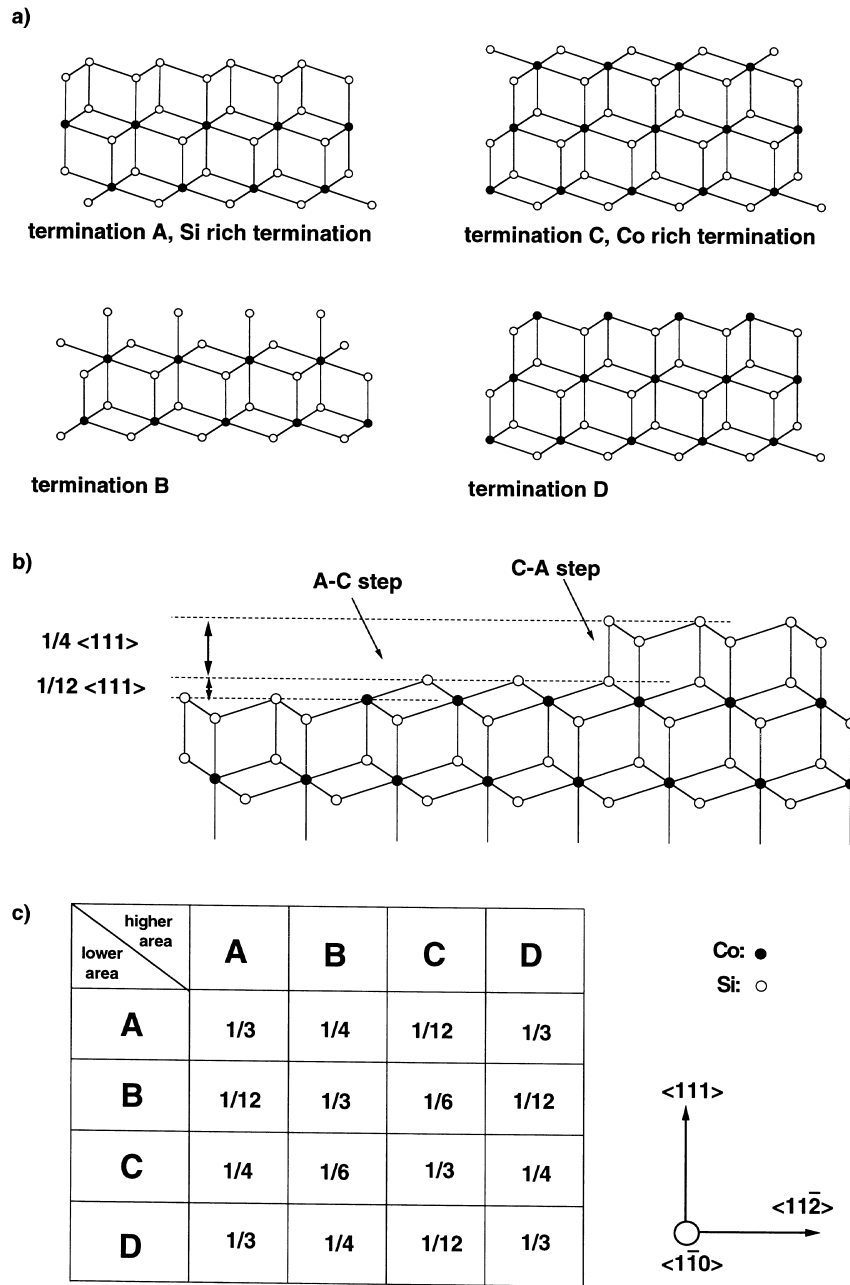 a)
termination A, Si rich termination
termination C, Co rich termination
termination B
termination D
b)
A-C step
C-A step
1/4 <111>
1/12 <111>
c)
higher area
lower area
A B C D
A 1/3 1/4 1/12 1/3
B 1/12 1/3 1/6 1/12
C 1/4 1/6 1/3 1/4
D 1/3 1/4 1/12 1/3
Co:
Si:
<111>
<112̄>
<11̄0>